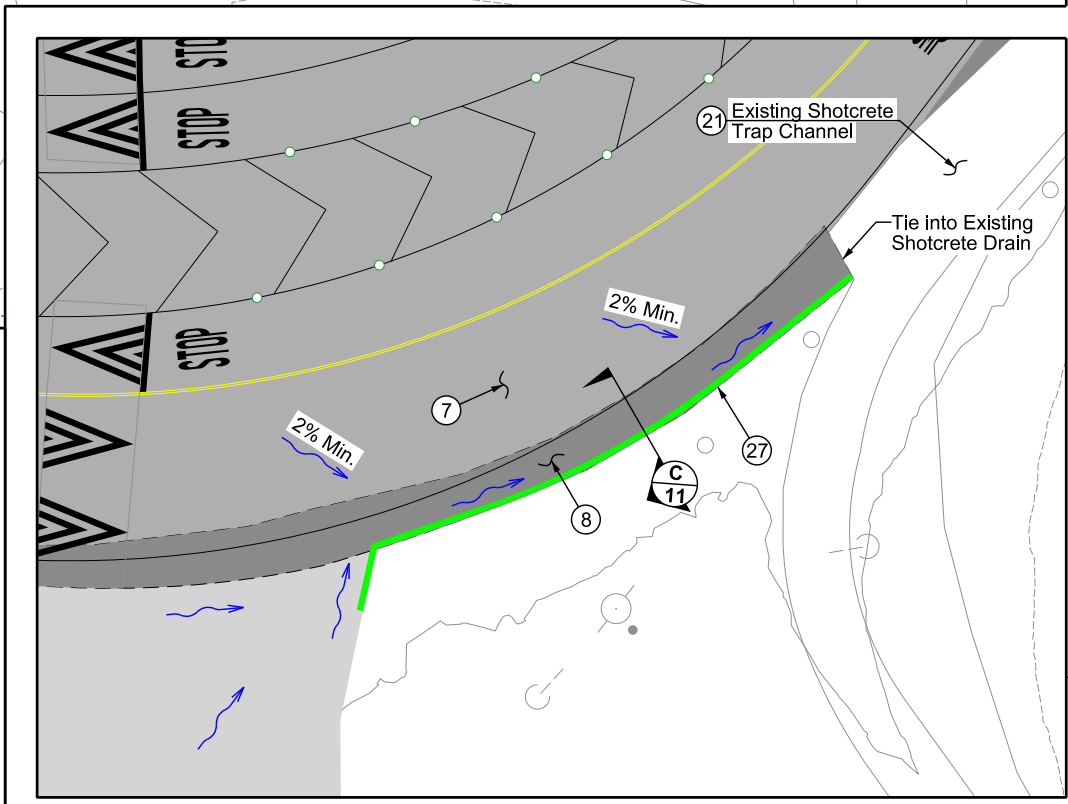 STOP
STOP
21
Existing Shotcrete
Trap Channel
Tie into Existing
Shotcrete Drain
2% Min.
STOP
7
2% Min.
27
C
11
8